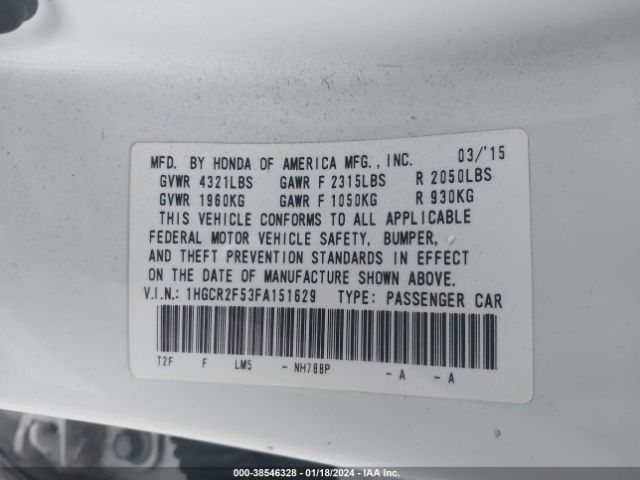 MFD. BY HONDA OF AMERICA MFG., INC. 03/'15
GVWR 4321LBS GAWR F 2315LBS R 2050LBS
GVWR 1960KG GAWR F 1050KG R 930KG
THIS VEHICLE CONFORMS TO ALL APPLICABLE
FEDERAL MOTOR VEHICLE SAFETY, BUMPER,
AND THEFT PREVENTION STANDARDS IN EFFECT
ON THE DATE OF MANUFACTURE SHOWN ABOVE.
V.I.N.: 1HGCR2F53FA151629 TYPE: PASSENGER CAR
T2F F LM5 - NH788P - A - A
000-38546328 - 01/18/2024 - IAA Inc.